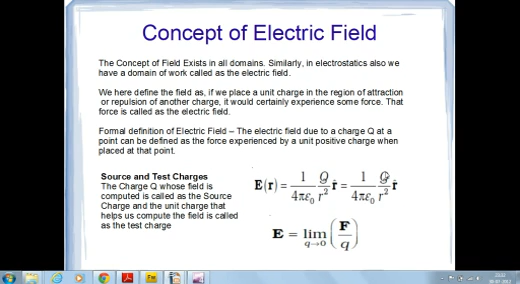 Concept of Electric Field
The Concept of Field Exists in all domains. Similarly, in electrostatics also we
have a domain of work called as the electric field.
We here define the field as, if we place a unit charge in the region of attraction
or repulsion of another charge, it would certainly experience some force. That
force is called as the electric field.
Formal definition of Electric Field – The electric field due to a charge Q at a
point can be defined as the force experienced by a unit positive charge when
placed at that point.
Source and Test Charges
The Charge Q whose field is
computed is called as the Source
Charge and the unit charge that
helps us compute the field is called
as the test charge
E(r) = 1/4πε₀ Q/r² r̂ = 1/4πε₀ Q/r² r̂
E = lim q→0 (F/q)